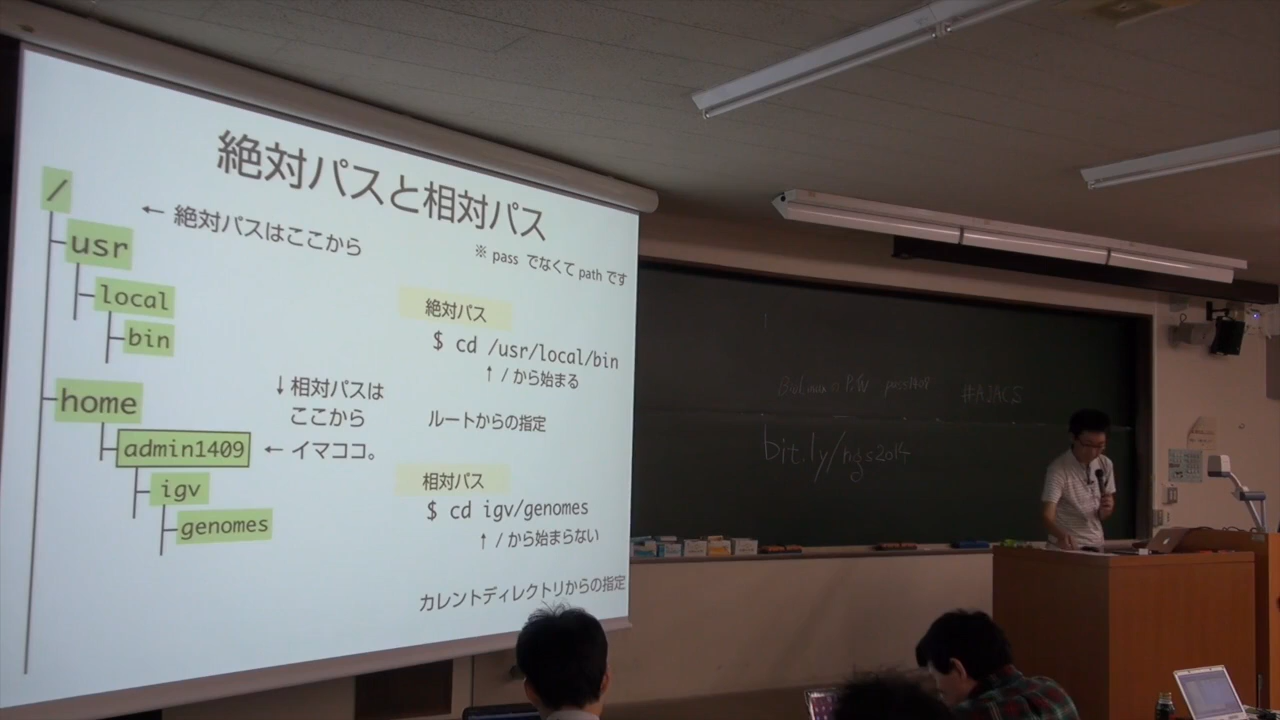 絶対パスと相対パス
※ pass でなくて path です
/
← 絶対パスはここから
usr
local
bin
home
↓相対パスは
ここから
admin1409
← イマココ。
igv
genomes
絶対パス
$ cd /usr/local/bin
↑ / から始まる
ルートからの指定
相対パス
$ cd igv/genomes
↑ / から始まらない
カレントディレクトリからの指定
#AJACS
bit.ly/ngs2014